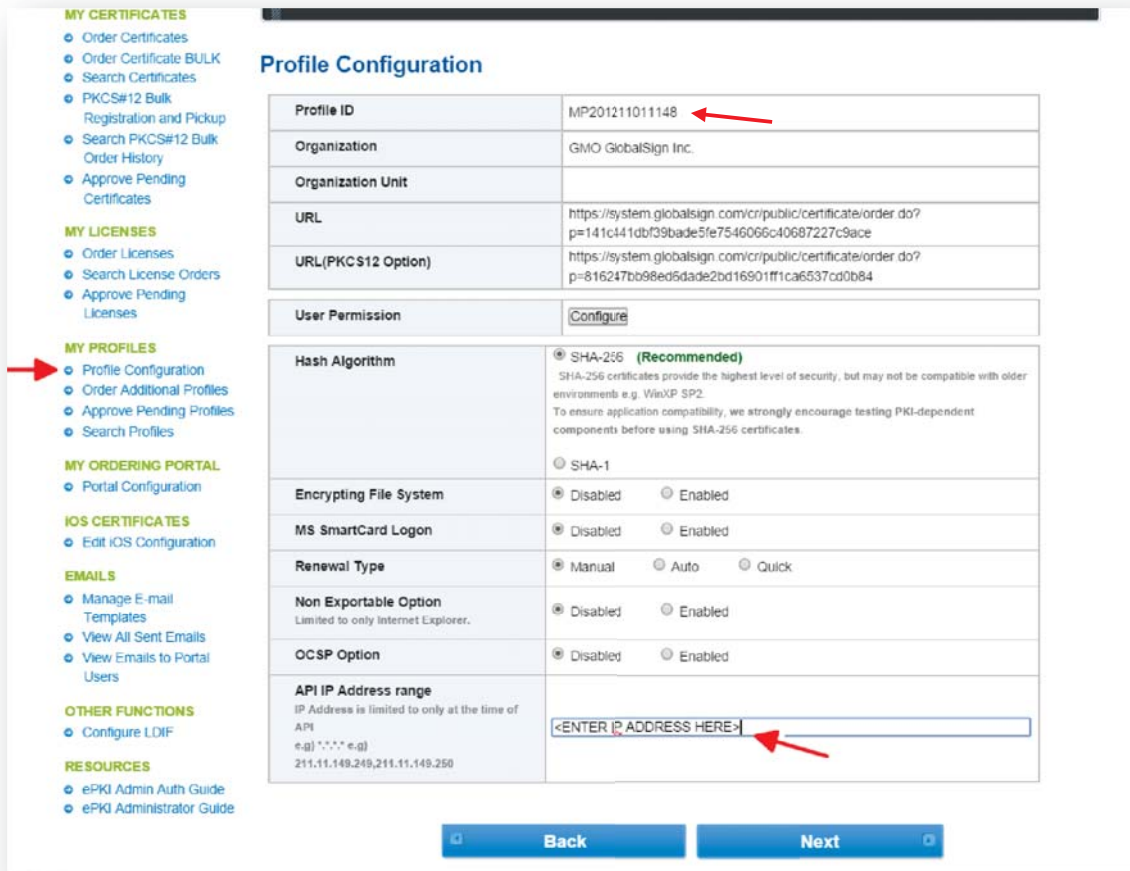 MY CERTIFICATES
Order Certificates
Order Certificate BULK
Search Certificates
PKCS#12 Bulk
Registration and Pickup
Search PKCS#12 Bulk
Order History
Approve Pending
Certificates
MY LICENSES
Order Licenses
Search License Orders
Approve Pending
Licenses
MY PROFILES
Profile Configuration
Order Additional Profiles
Approve Pending Profiles
Search Profiles
MY ORDERING PORTAL
Portal Configuration
IOS CERTIFICATES
Edit iOS Configuration
EMAILS
Manage E-mail
Templates
View All Sent Emails
View Emails to Portal
Users
OTHER FUNCTIONS
Configure LDIF
RESOURCES
ePKI Admin Auth Guide
ePKI Administrator Guide
Profile Configuration
Profile ID MP201211011148
Organization GMO GlobalSign Inc.
Organization Unit
URL https://system.globalsign.com/cr/public/certificate/order.do?
p=141c441dbf39bade5fe7546066c40687227c9ace
URL(PKCS12 Option) https://system.globalsign.com/cr/public/certificate/order.do?
p=816247bb98ed6dade2bd16901ff1ca6537cd0b84
User Permission Configure
Hash Algorithm SHA-256 (Recommended)
SHA-256 certificates provide the highest level of security, but may not be compatible with older
environments e.g. WinXP SP2.
To ensure application compatibility, we strongly encourage testing PKI-dependent
components before using SHA-256 certificates.
SHA-1
Encrypting File System Disabled Enabled
MS SmartCard Logon Disabled Enabled
Renewal Type Manual Auto Quick
Non Exportable Option Disabled Enabled
Limited to only Internet Explorer.
OCSP Option Disabled Enabled
API IP Address range
IP Address is limited to only at the time of
API
e.g) *.*.*.* e.g)
211.11.149.249,211.11.149.250
<ENTER IP ADDRESS HERE>
Back Next